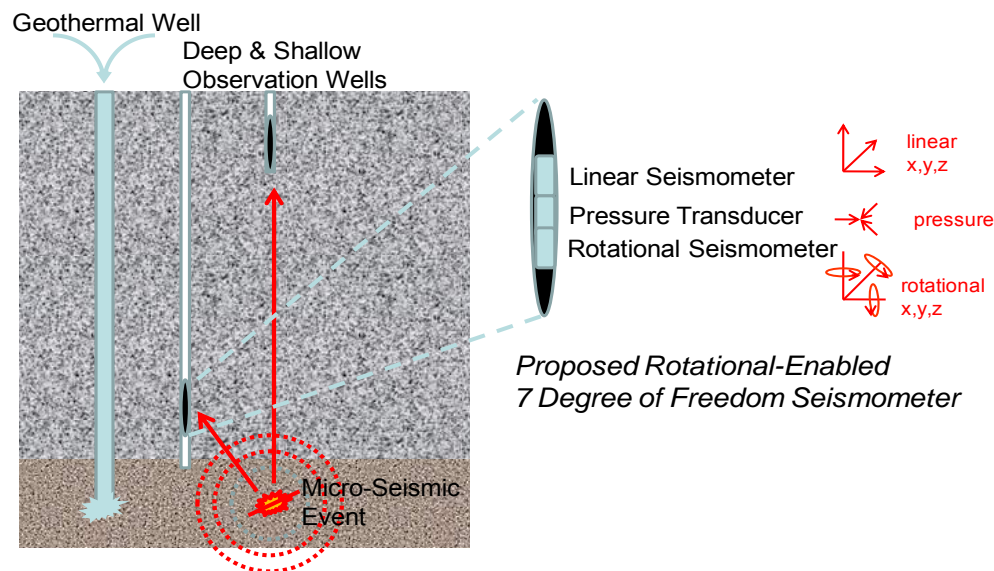 Geothermal Well
Deep & Shallow
Observation Wells
Linear Seismometer
Pressure Transducer
Rotational Seismometer
linear
x,y,z
pressure
rotational
x,y,z
Proposed Rotational-Enabled
7 Degree of Freedom Seismometer
Micro-Seismic
Event